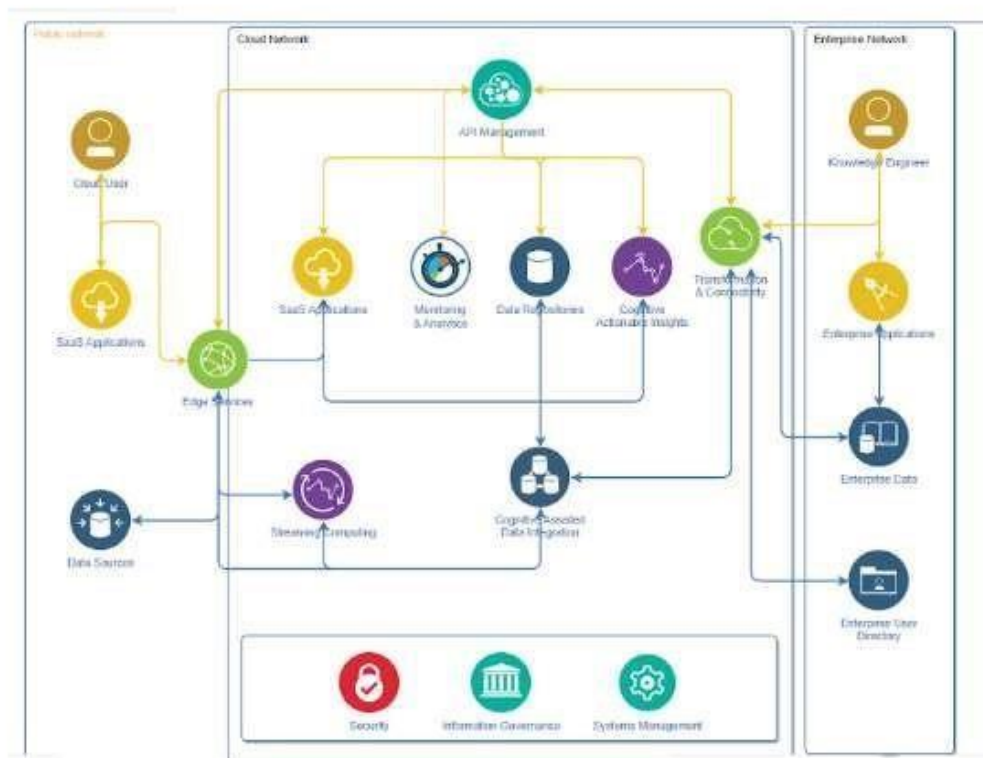 Public Network
Cloud Network
Enterprise Network
API Management
Cloud User
Knowledge Engineer
SaaS Applications
Monitoring
& Analytics
Data Repositories
Cognitive
Actionable Insights
Transformation
& Connectivity
SaaS Applications
Enterprise Applications
Edge Services
Enterprise Data
Streaming Computing
Cognitive Assisted
Data Integration
Data Sources
Enterprise User
Directory
Security
Information Governance
Systems Management